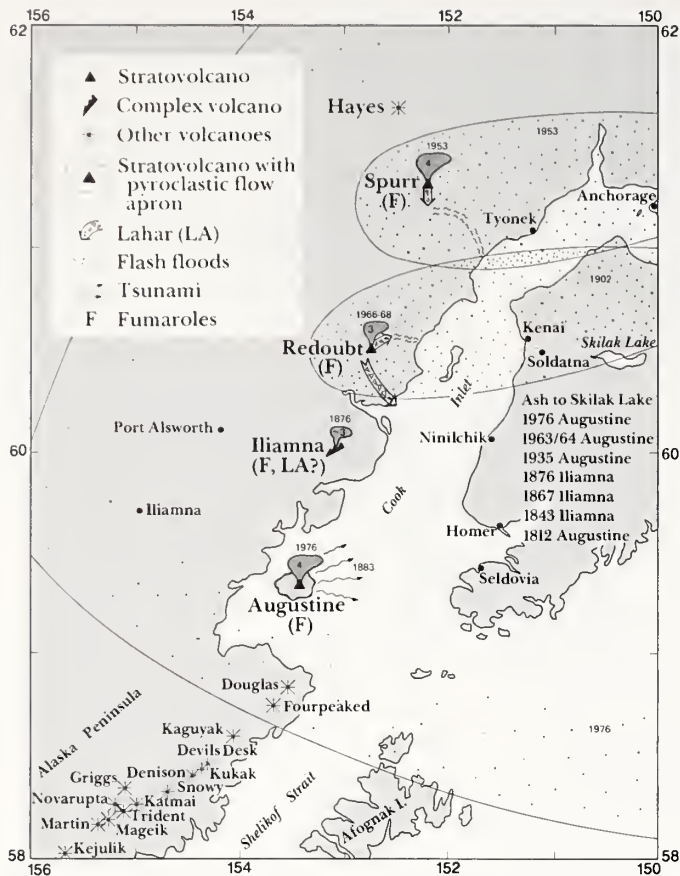 156
154
152
150
62
62
Stratovolcano
Complex volcano
Other volcanoes
Stratovolcano with
pyroclastic flow
apron
Lahar (LA)
Flash floods
Tsunami
F Fumaroles
Hayes
1953
1953
4
Spurr
(F)
Anchorage
Tyonek
1902
1966-68
3
Redoubt
(F)
Kenai
Skilak Lake
Soldatna
Inlet
Ash to Skilak Lake
1976 Augustine
1963/64 Augustine
1935 Augustine
1876 Iliamna
1867 Iliamna
1843 Iliamna
1812 Augustine
1876
~3
Port Alsworth
Iliamna
(F, LA?)
Ninilchik
60
60
Cook
Iliamna
Homer
1976
4
1883
Seldovia
Augustine
(F)
Douglas
Fourpeaked
Alaska Peninsula
Kaguyak
Devils Desk
1976
Denison
Kukak
Griggs
Snowy
Novarupta
Katmai
Trident
Martin
Mageik
Kejulik
Shelikof Strait
Afognak I.
58
58
156
154
152
150